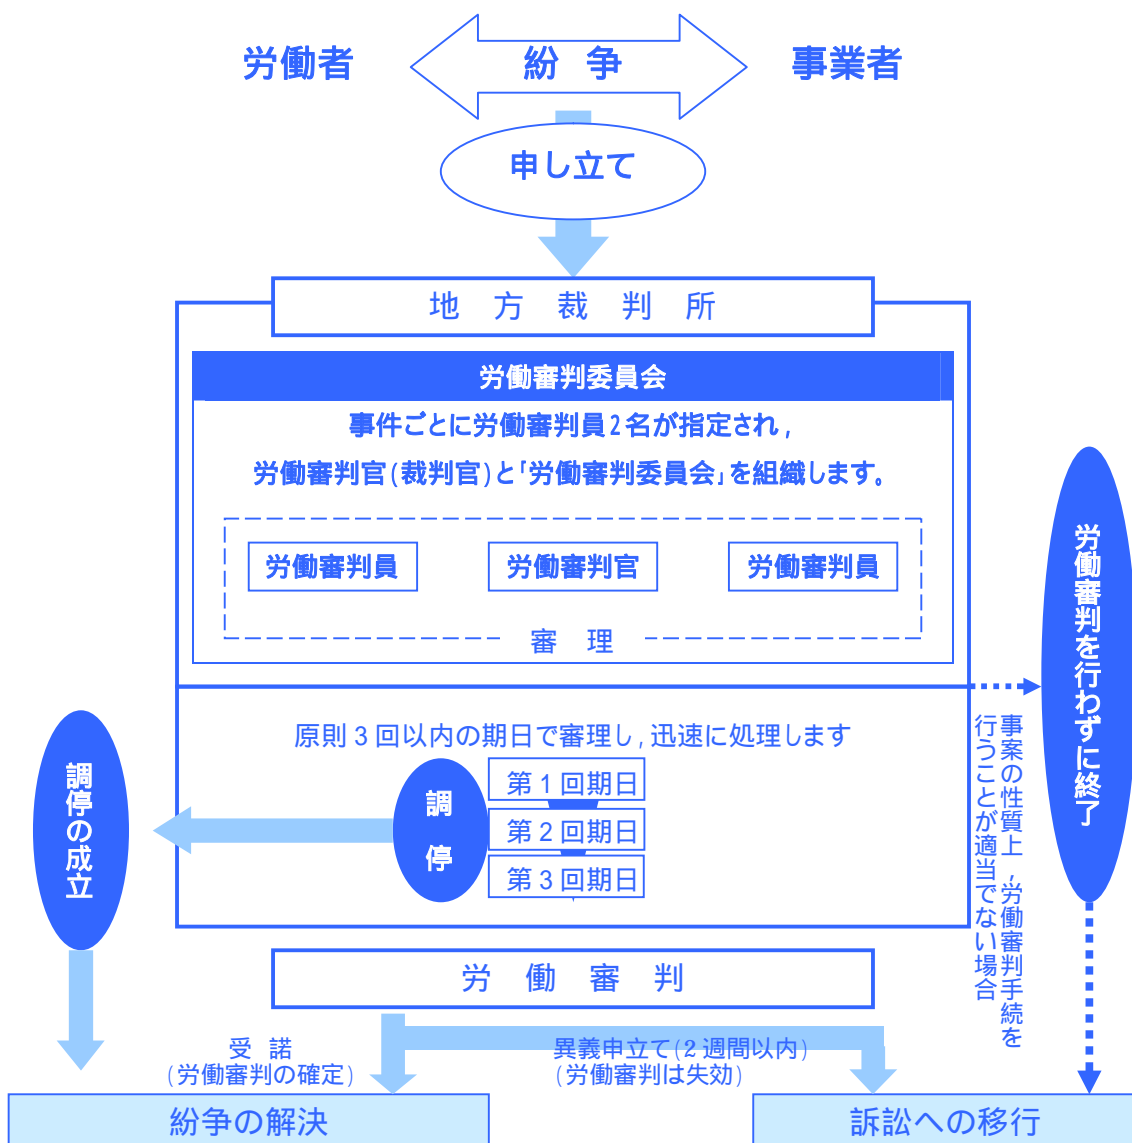 労働者
紛 争
事業者
申し立て
地 方 裁 判 所
労働審判委員会
事件ごとに労働審判員2名が指定され,
労働審判官(裁判官)と「労働審判委員会」を組織します。
労働審判員
労働審判官
労働審判員
審 理
労働審判を行わずに終了
事案の性質上,労働審判手続を
行うことが適当でない場合
原則3回以内の期日で審理し,迅速に処理します
調停の成立
調
停
第1回期日
第2回期日
第3回期日
労 働 審 判
受 諾
(労働審判の確定)
異義申立て(2週間以内)
(労働審判は失効)
紛争の解決
訴訟への移行